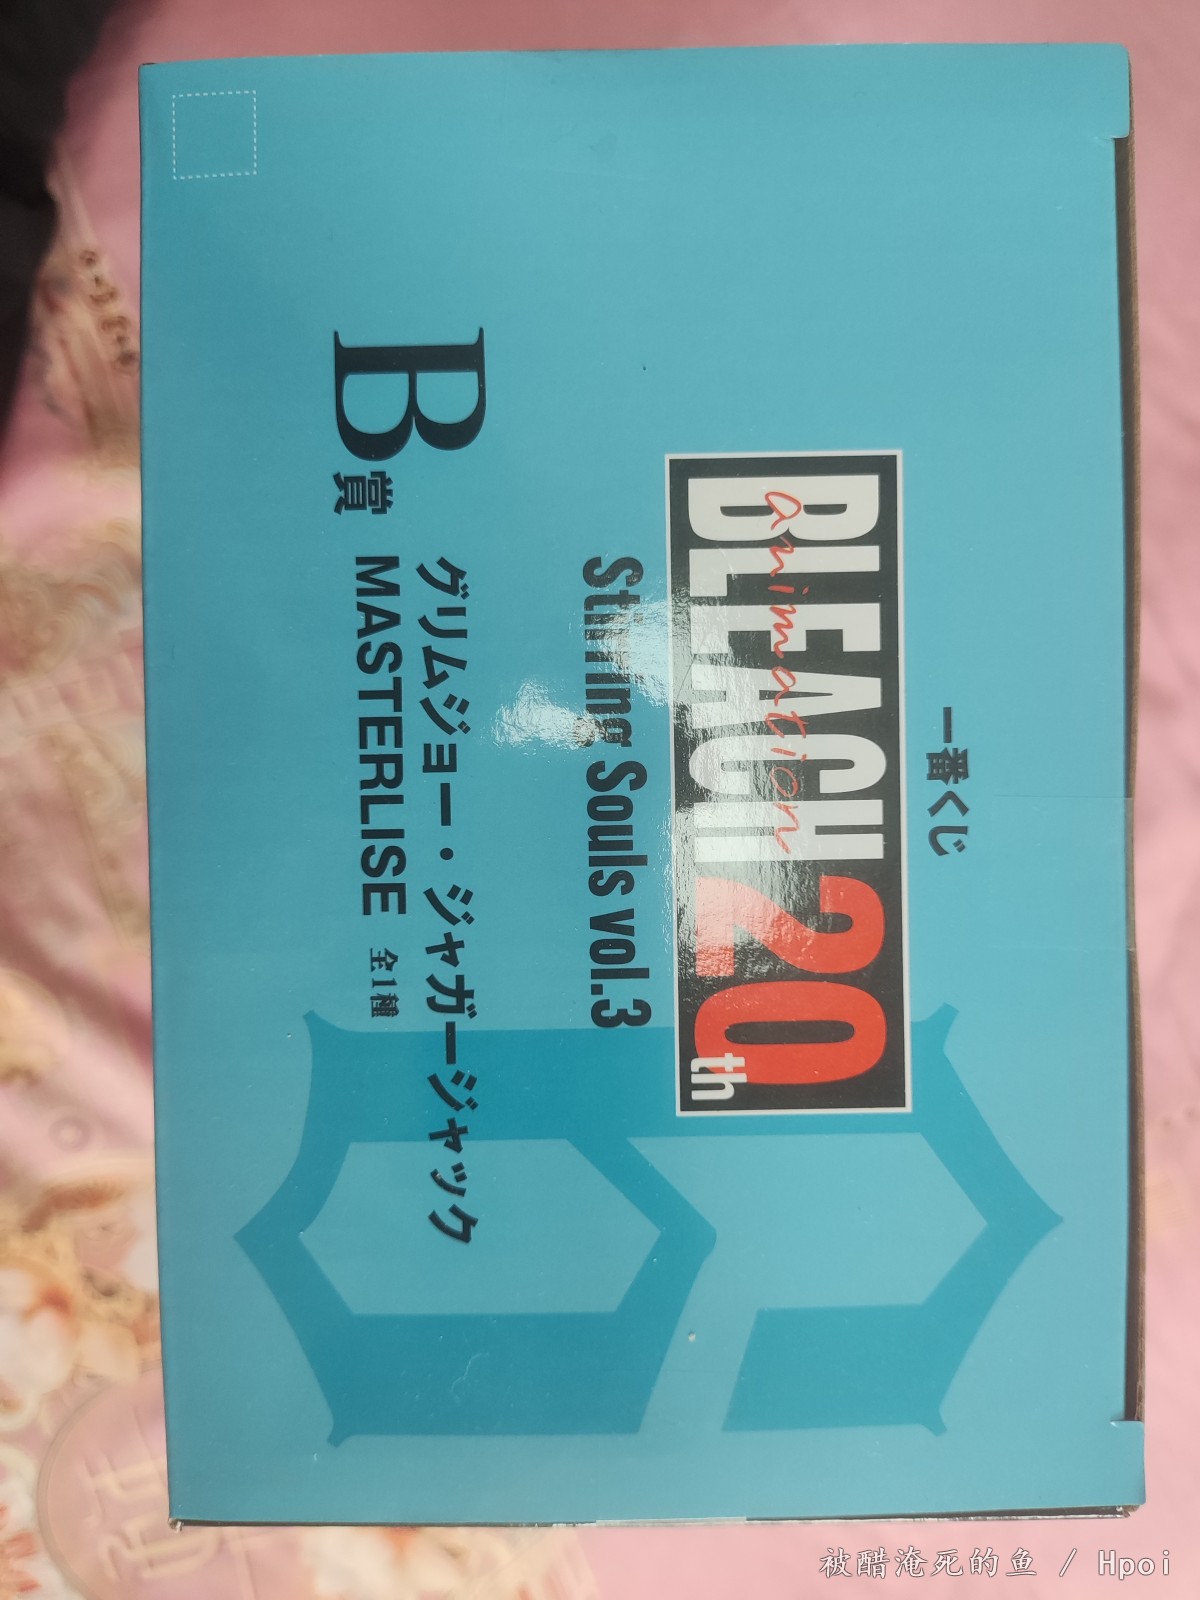 一番くじ
BLEACH 20th
animation
Stirring Souls vol.3
B賞
グリムジョー・ジャガージャック
MASTERLISE 全1種
被醋淹死的鱼 / Hpoi